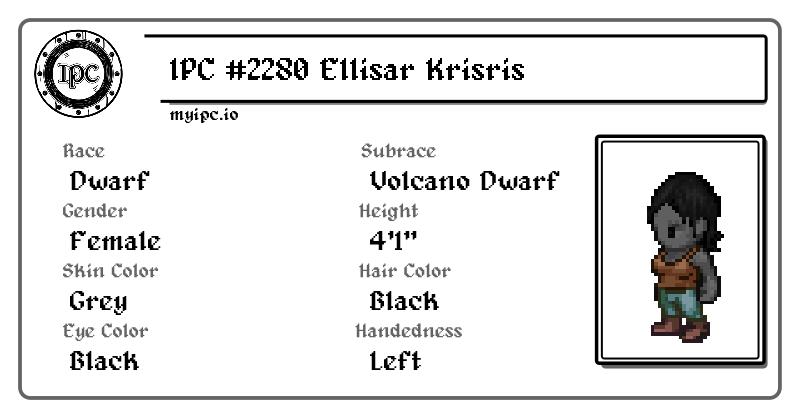 IPC
IPC #2280 Ellisar Krisris
myipc.io
Race
Dwarf
Subrace
Volcano Dwarf
Gender
Female
Height
4'1"
Skin Color
Grey
Hair Color
Black
Eye Color
Black
Handedness
Left